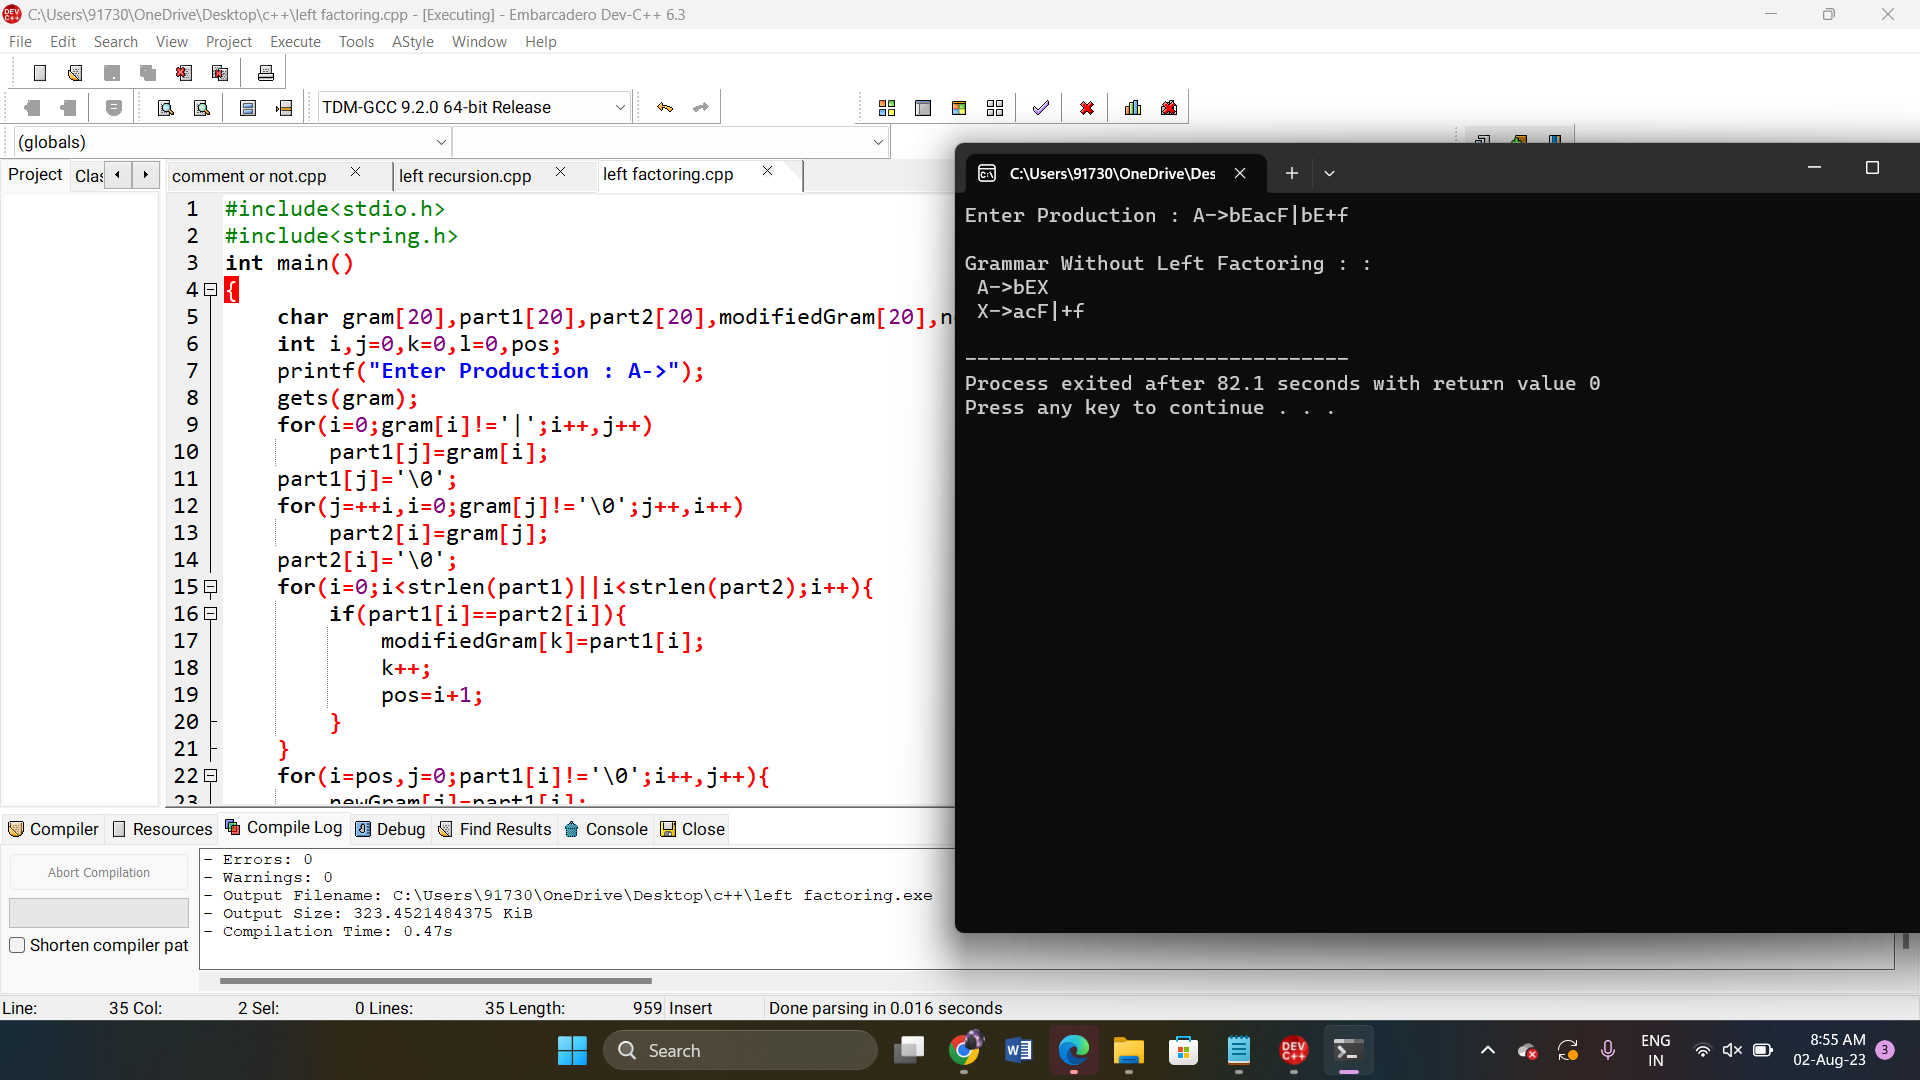 C:\Users\91730\OneDrive\Desktop\c++\left factoring.cpp - [Executing] - Embarcadero Dev-C++ 6.3
File Edit Search View Project Execute Tools AStyle Window Help
TDM-GCC 9.2.0 64-bit Release
(globals)
Project Clas
comment or not.cpp left recursion.cpp left factoring.cpp
1 #include<stdio.h>
2 #include<string.h>
3 int main()
4 {
5 char gram[20],part1[20],part2[20],modifiedGram[20],n
6 int i,j=0,k=0,l=0,pos;
7 printf("Enter Production : A->");
8 gets(gram);
9 for(i=0;gram[i]!='|';i++,j++)
10 part1[j]=gram[i];
11 part1[j]='\0';
12 for(j=++i,i=0;gram[j]!='\0';j++,i++)
13 part2[i]=gram[j];
14 part2[i]='\0';
15 for(i=0;i<strlen(part1)||i<strlen(part2);i++){
16 if(part1[i]==part2[i]){
17 modifiedGram[k]=part1[i];
18 k++;
19 pos=i+1;
20 }
21 }
22 for(i=pos,j=0;part1[i]!='\0';i++,j++){
23 newGram[j]=part1[i];
C:\Users\91730\OneDrive\Des
Enter Production : A->bEacF|bE+f
Grammar Without Left Factoring : :
A->bEX
X->acF|+f
--------------------------------
Process exited after 82.1 seconds with return value 0
Press any key to continue . . .
Compiler Resources Compile Log Debug Find Results Console Close
Abort Compilation
Shorten compiler pat
- Errors: 0
- Warnings: 0
- Output Filename: C:\Users\91730\OneDrive\Desktop\c++\left factoring.exe
- Output Size: 323.4521484375 KiB
- Compilation Time: 0.47s
Line: 35 Col: 2 Sel: 0 Lines: 35 Length: 959 Insert Done parsing in 0.016 seconds
Search
DEV C++
ENG
IN
8:55 AM
02-Aug-23
3